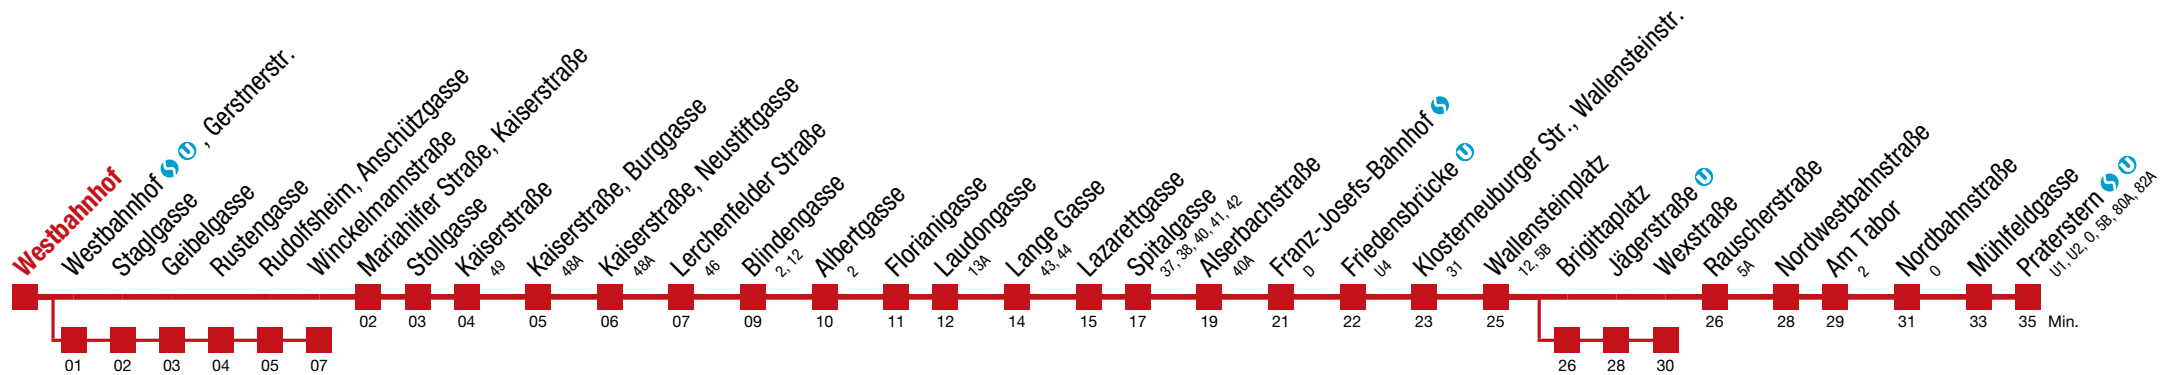 Westbahnhof
Westbahnhof S U , Gerstnerstr.
Staglgasse
Geibelgasse
Rustengasse
Rudolfsheim, Anschützgasse
Winckelmannstraße
Mariahilfer Straße, Kaiserstraße
Stollgasse
Kaiserstraße
49
Kaiserstraße, Burggasse
48A
Kaiserstraße, Neustiftgasse
48A
Lerchenfelder Straße
46
Blindengasse
2, 12
Albertgasse
2
Florianigasse
Laudongasse
13A
Lange Gasse
43, 44
Lazarettgasse
Spitalgasse
37, 38, 40, 41, 42
Alserbachstraße
40A
Franz-Josefs-Bahnhof S
D
Friedensbrücke U
U4
Klosterneuburger Str., Wallensteinstr.
31
Wallensteinplatz
12, 5B
Brigittaplatz
Jägerstraße U
Wexstraße
Rauscherstraße
5A
Nordwestbahnstraße
Am Tabor
2
Nordbahnstraße
0
Mühlfeldgasse
Praterstern S U
U1, U2, 0, 5B, 80A, 82A
02 03 04 05 06 07 09 10 11 12 14 15 17 19 21 22 23 25 26 28 29 31 33 35 Min.
01 02 03 04 05 07 26 28 30